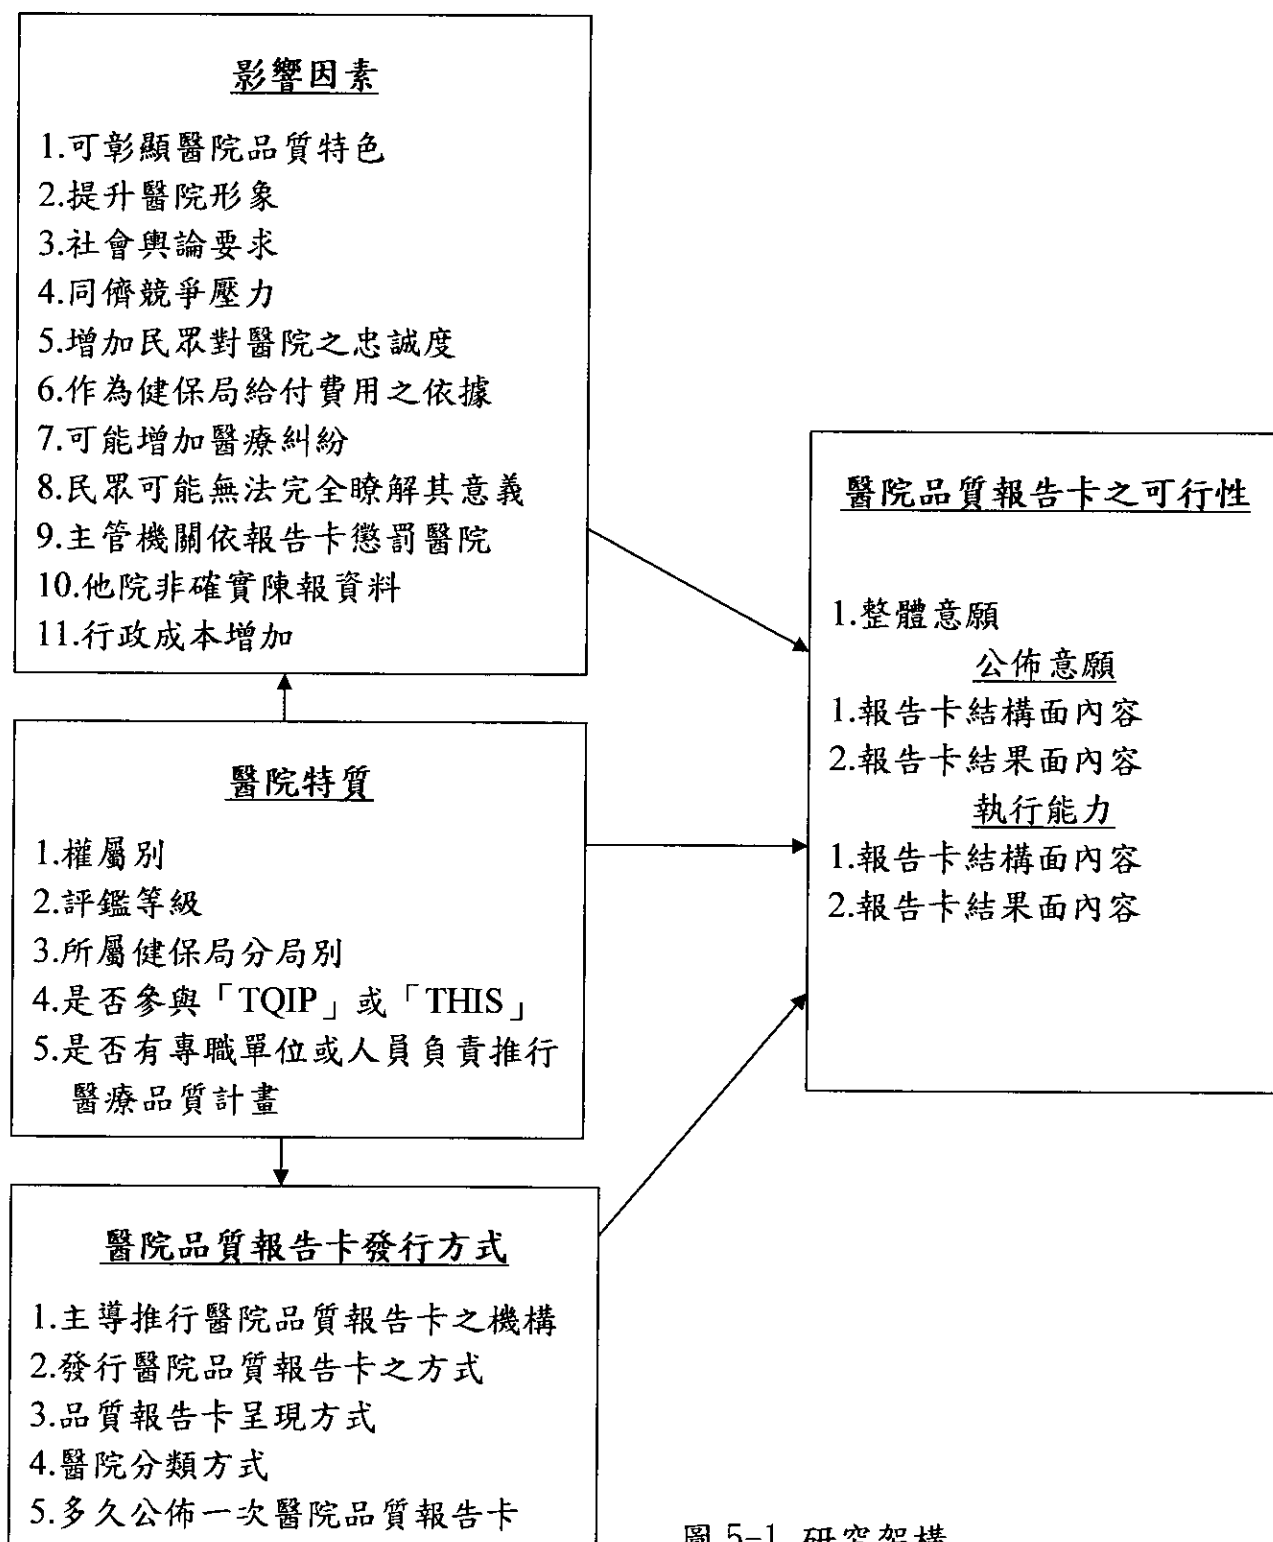 影響因素
1.可彰顯醫院品質特色
2.提升醫院形象
3.社會輿論要求
4.同儕競爭壓力
5.增加民眾對醫院之忠誠度
6.作為健保局給付費用之依據
7.可能增加醫療糾紛
8.民眾可能無法完全瞭解其意義
9.主管機關依報告卡懲罰醫院
10.他院非確實陳報資料
11.行政成本增加
醫院特質
1.權屬別
2.評鑑等級
3.所屬健保局分局別
4.是否參與「TQIP」或「THIS」
5.是否有專職單位或人員負責推行
醫療品質計畫
醫院品質報告卡發行方式
1.主導推行醫院品質報告卡之機構
2.發行醫院品質報告卡之方式
3.品質報告卡呈現方式
4.醫院分類方式
5.多久公佈一次醫院品質報告卡
醫院品質報告卡之可行性
1.整體意願
公佈意願
1.報告卡結構面內容
2.報告卡結果面內容
執行能力
1.報告卡結構面內容
2.報告卡結果面內容
圖 5-1 研究架構